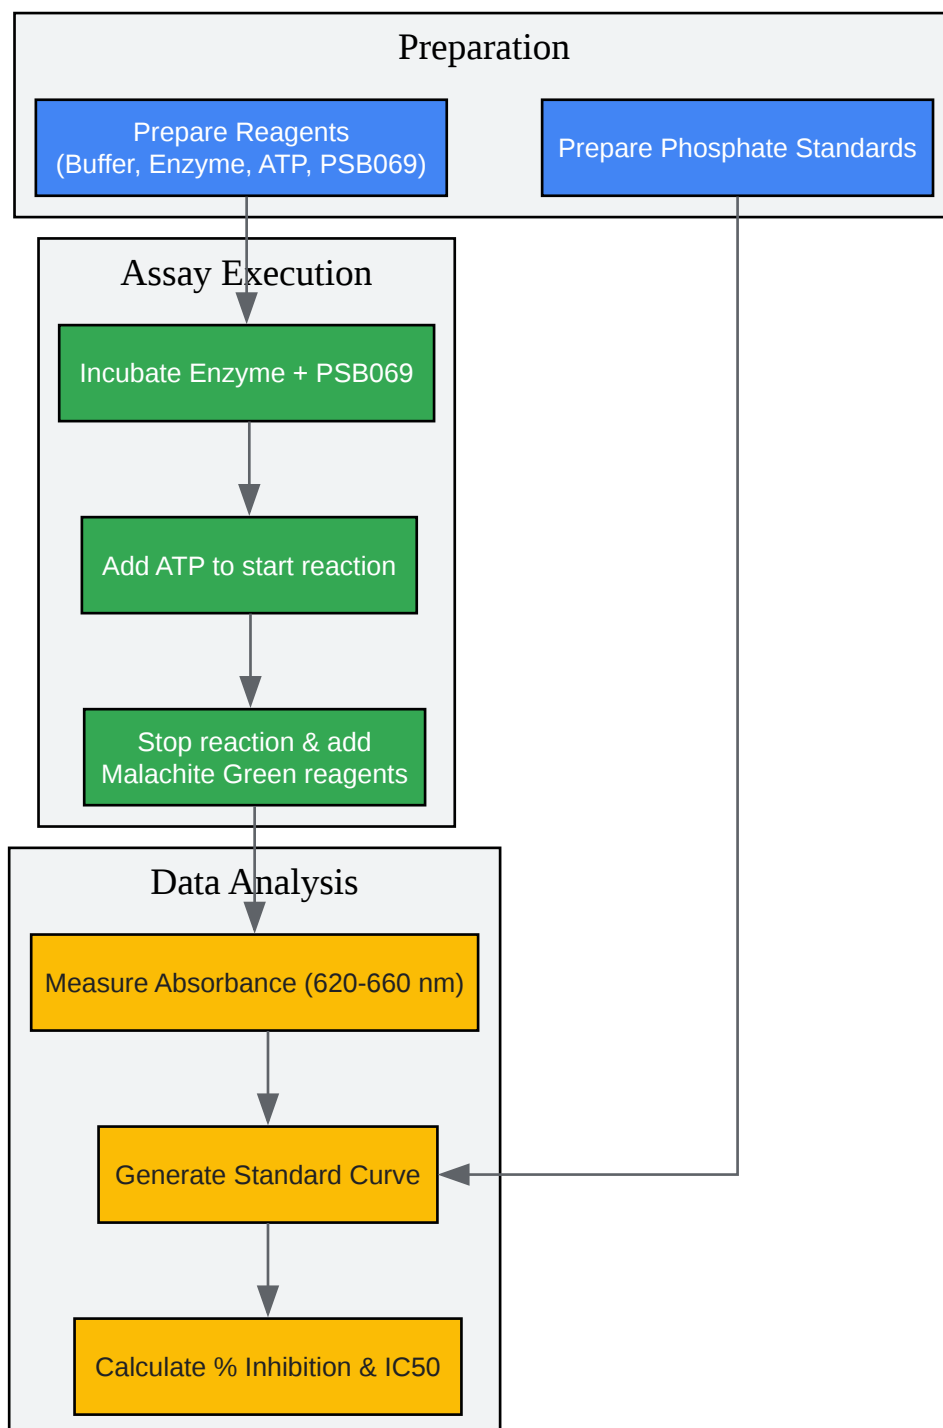 Preparation
Prepare Reagents
(Buffer, Enzyme, ATP, PSB069)
Prepare Phosphate Standards
Assay Execution
Incubate Enzyme + PSB069
Add ATP to start reaction
Stop reaction & add
Malachite Green reagents
Data Analysis
Measure Absorbance (620-660 nm)
Generate Standard Curve
Calculate % Inhibition & IC50